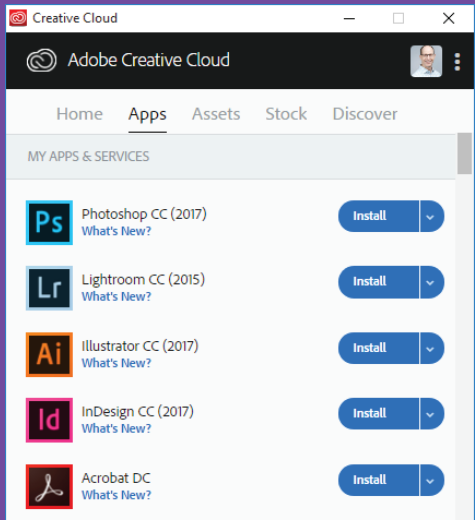 Creative Cloud
Adobe Creative Cloud
Home Apps Assets Stock Discover
MY APPS & SERVICES
Ps Photoshop CC (2017) Install
What's New?
Lr Lightroom CC (2015) Install
What's New?
Ai Illustrator CC (2017) Install
What's New?
Id InDesign CC (2017) Install
What's New?
Acrobat DC Install
What's New?